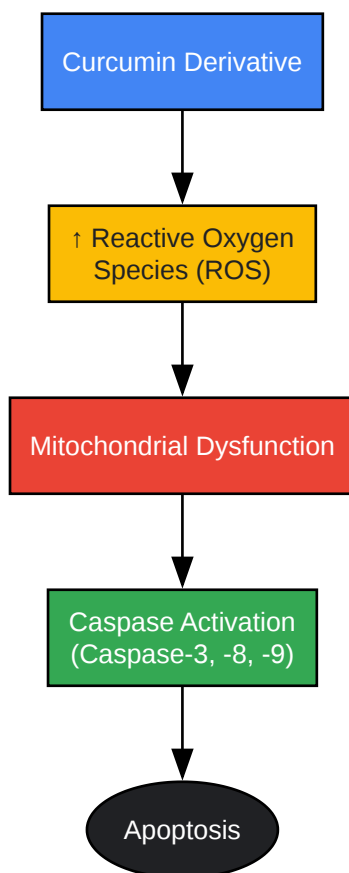 Curcumin Derivative
↑ Reactive Oxygen
Species (ROS)
Mitochondrial Dysfunction
Caspase Activation
(Caspase-3, -8, -9)
Apoptosis